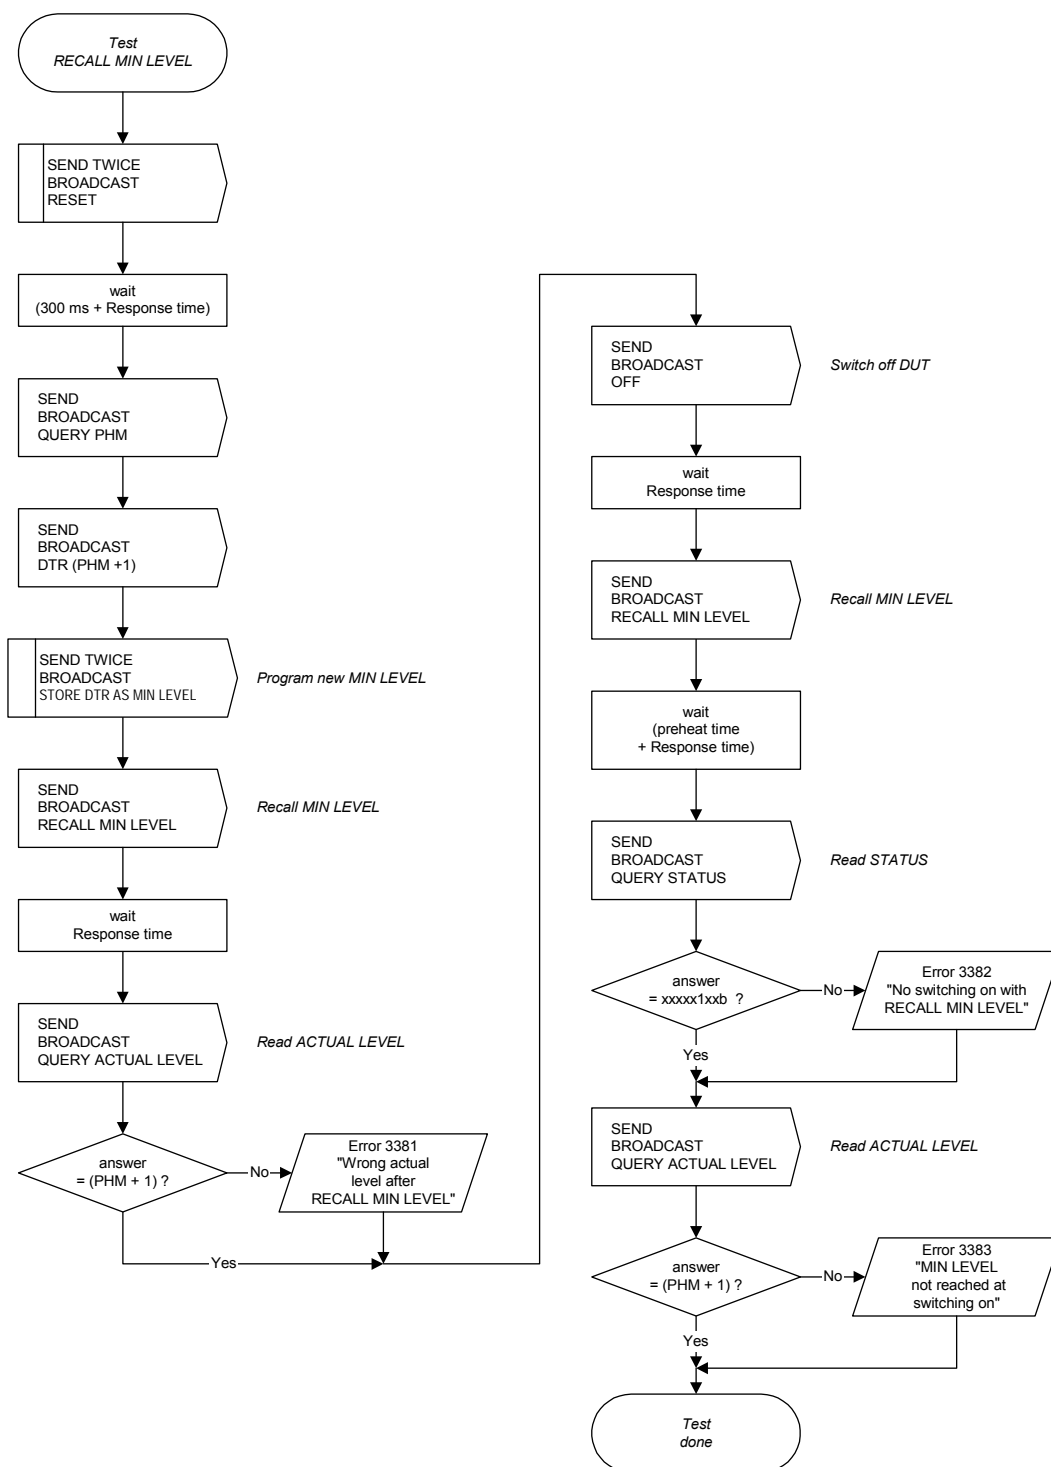 Test
RECALL MIN LEVEL
SEND TWICE
BROADCAST
RESET
wait
(300 ms + Response time)
SEND
BROADCAST
QUERY PHM
SEND
BROADCAST
DTR (PHM +1)
SEND TWICE
BROADCAST
STORE DTR AS MIN LEVEL
Program new MIN LEVEL
SEND
BROADCAST
RECALL MIN LEVEL
Recall MIN LEVEL
wait
Response time
SEND
BROADCAST
QUERY ACTUAL LEVEL
Read ACTUAL LEVEL
answer
= (PHM + 1) ?
No
Error 3381
"Wrong actual
level after
RECALL MIN LEVEL"
Yes
SEND
BROADCAST
OFF
Switch off DUT
wait
Response time
SEND
BROADCAST
RECALL MIN LEVEL
Recall MIN LEVEL
wait
(preheat time
+ Response time)
SEND
BROADCAST
QUERY STATUS
Read STATUS
answer
= xxxxx1xxb ?
No
Error 3382
"No switching on with
RECALL MIN LEVEL"
Yes
SEND
BROADCAST
QUERY ACTUAL LEVEL
Read ACTUAL LEVEL
answer
= (PHM + 1) ?
No
Error 3383
"MIN LEVEL
not reached at
switching on"
Yes
Test
done